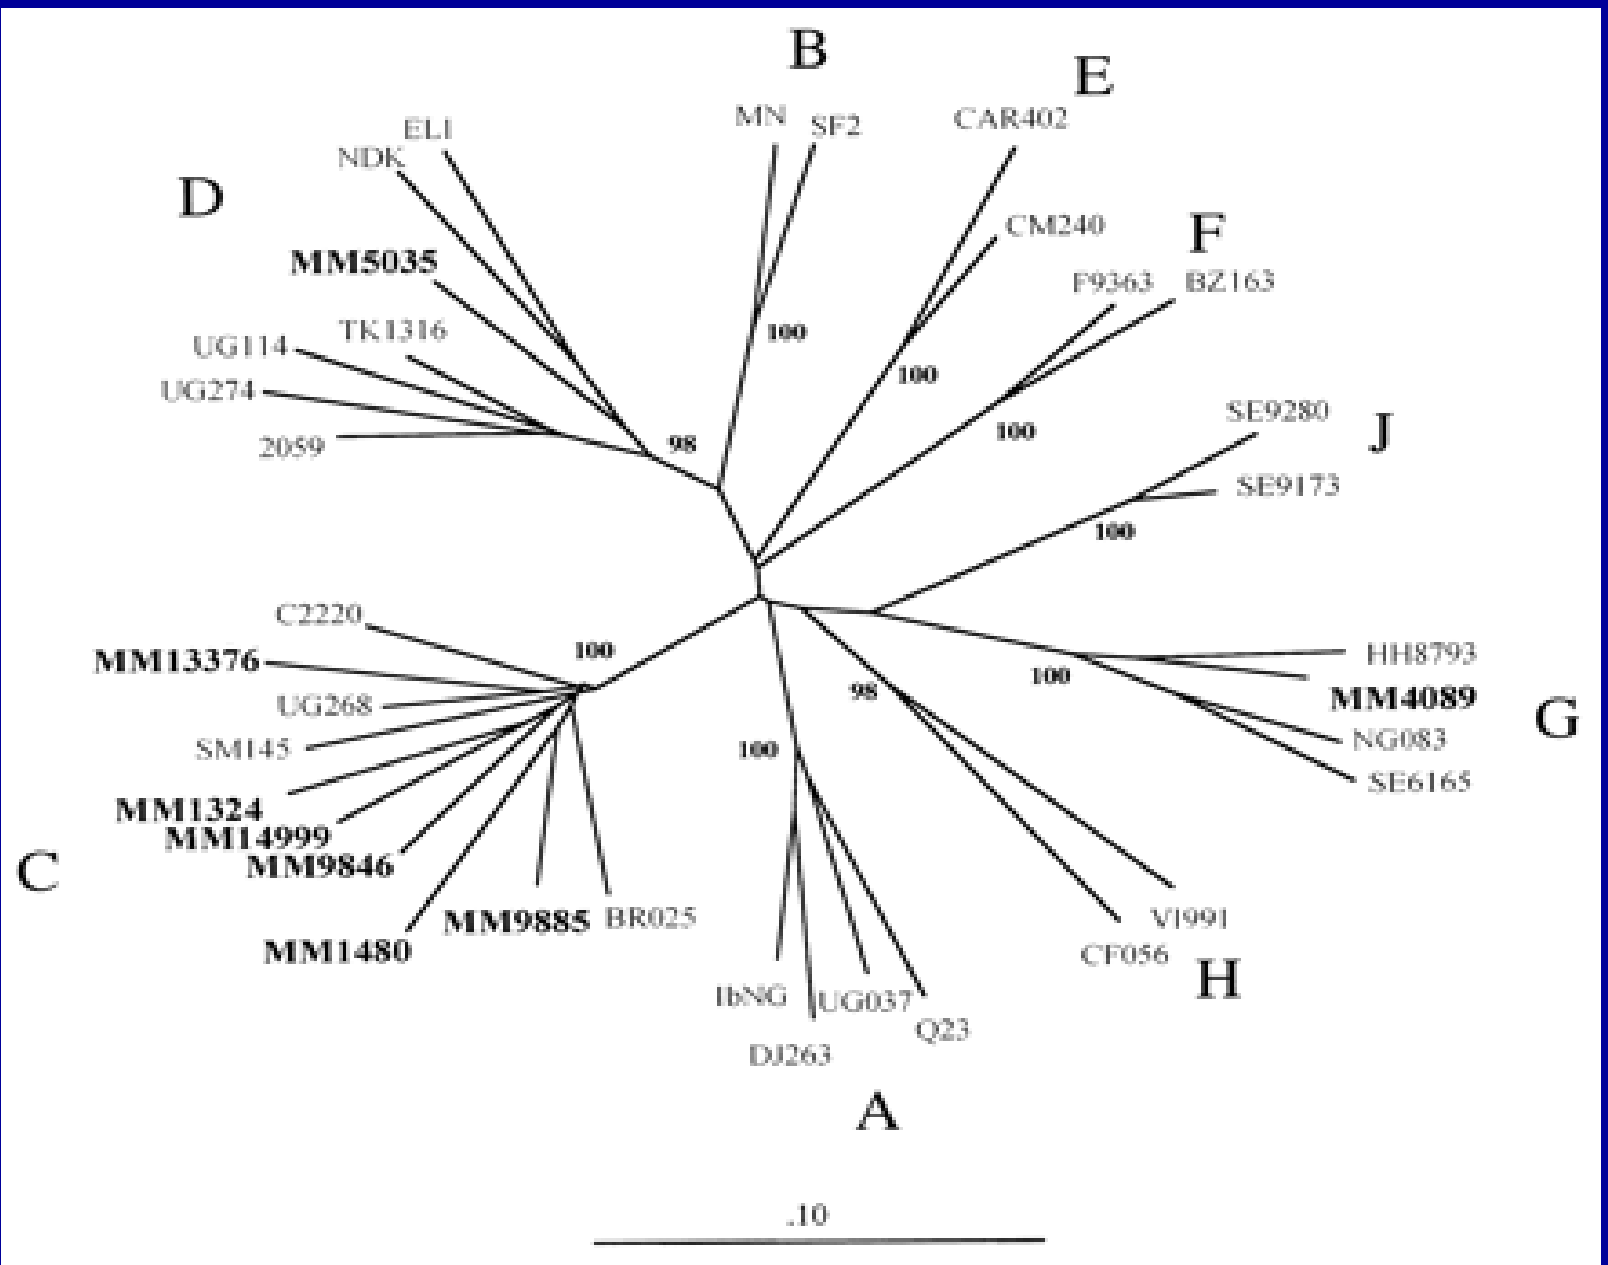 B
E
MN
SF2
CAR402
ELI
NDK
D
CM240
F
MM5035
F9363
BZ163
TK1316
100
UG114
100
UG274
SE9280
J
98
100
2059
SE9173
100
C2220
100
HH8793
MM13376
100
98
MM4089
UG268
G
SM145
100
NG083
SE6165
MM1324
MM14999
MM9846
C
MM9885
BR025
VI991
MM1480
CF056
H
IbNG
UG037
Q23
DJ263
A
.10